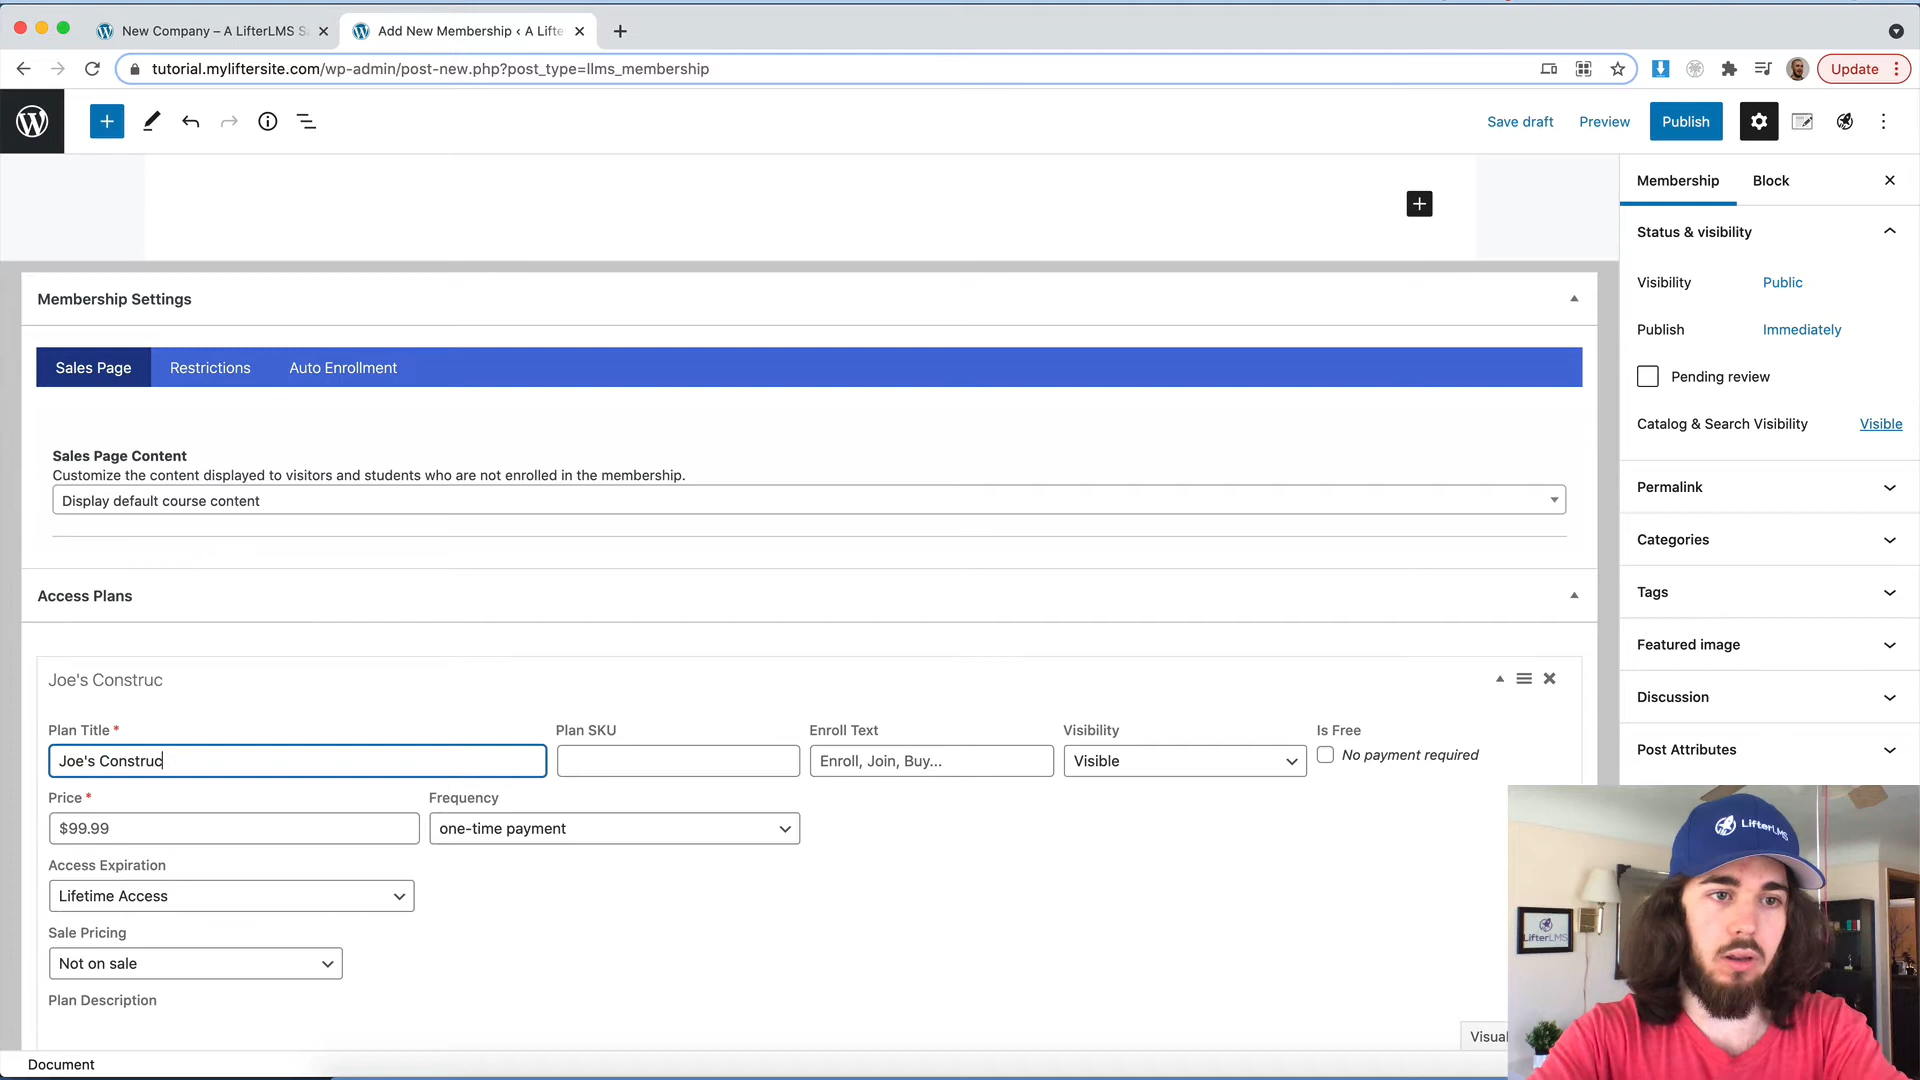 New Company – A LifterLMS S
Add New Membership ‹ A Lifte
tutorial.myliftersite.com/wp-admin/post-new.php?post_type=llms_membership
Update
Save draft
Preview
Publish
Membership
Block
Status & visibility
Visibility
Public
Publish
Immediately
Pending review
Catalog & Search Visibility
Visible
Permalink
Categories
Tags
Featured image
Discussion
Post Attributes
Membership Settings
Sales Page
Restrictions
Auto Enrollment
Sales Page Content
Customize the content displayed to visitors and students who are not enrolled in the membership.
Display default course content
Access Plans
Joe's Construc
Plan Title *
Plan SKU
Enroll Text
Visibility
Is Free
Joe's Construc
Enroll, Join, Buy...
Visible
No payment required
Price *
Frequency
$99.99
one-time payment
Access Expiration
Lifetime Access
Sale Pricing
Not on sale
Plan Description
Visual
Document
LifterLMS
LifterLMS